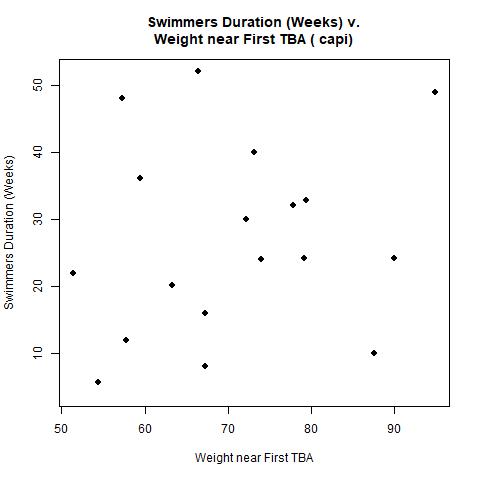 Swimmers Duration (Weeks) v.
Weight near First TBA ( capi)
Swimmers Duration (Weeks)
50
40
30
20
10
50 60 70 80 90
Weight near First TBA